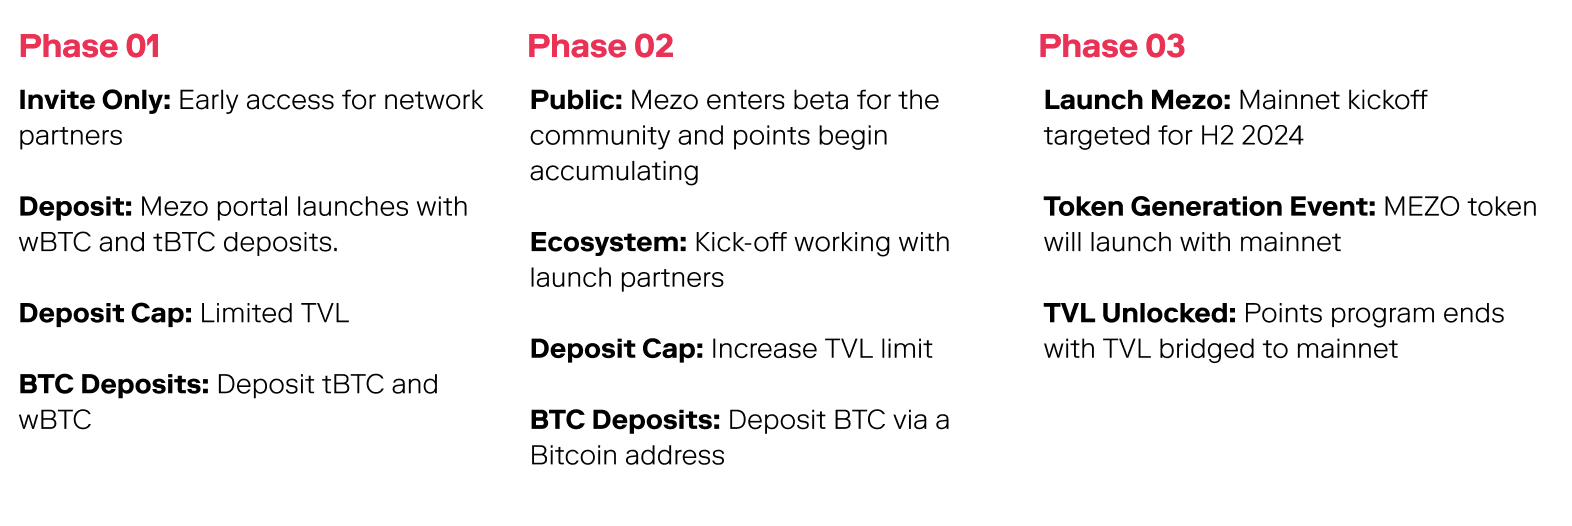 Phase 01
Invite Only: Early access for network
partners
Deposit: Mezo portal launches with
wBTC and tBTC deposits.
Deposit Cap: Limited TVL
BTC Deposits: Deposit tBTC and
wBTC
Phase 02
Public: Mezo enters beta for the
community and points begin
accumulating
Ecosystem: Kick-off working with
launch partners
Deposit Cap: Increase TVL limit
BTC Deposits: Deposit BTC via a
Bitcoin address
Phase 03
Launch Mezo: Mainnet kickoff
targeted for H2 2024
Token Generation Event: MEZO token
will launch with mainnet
TVL Unlocked: Points program ends
with TVL bridged to mainnet